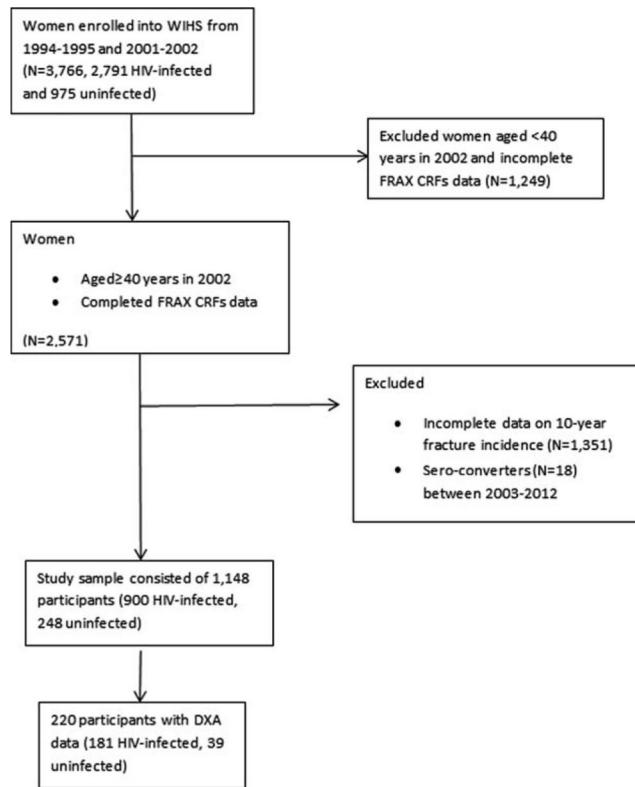 Women enrolled into WIHS from
1994-1995 and 2001-2002
(N=3,766, 2,791 HIV-infected
and 975 uninfected)
Excluded women aged <40
years in 2002 and incomplete
FRAX CRFs data (N=1,249)
Women
• Aged≥40 years in 2002
• Completed FRAX CRFs data
(N=2,571)
Excluded
• Incomplete data on 10-year
fracture incidence (N=1,351)
• Sero-converters (N=18)
between 2003-2012
Study sample consisted of 1,148
participants (900 HIV-infected,
248 uninfected)
220 participants with DXA
data (181 HIV-infected, 39
uninfected)